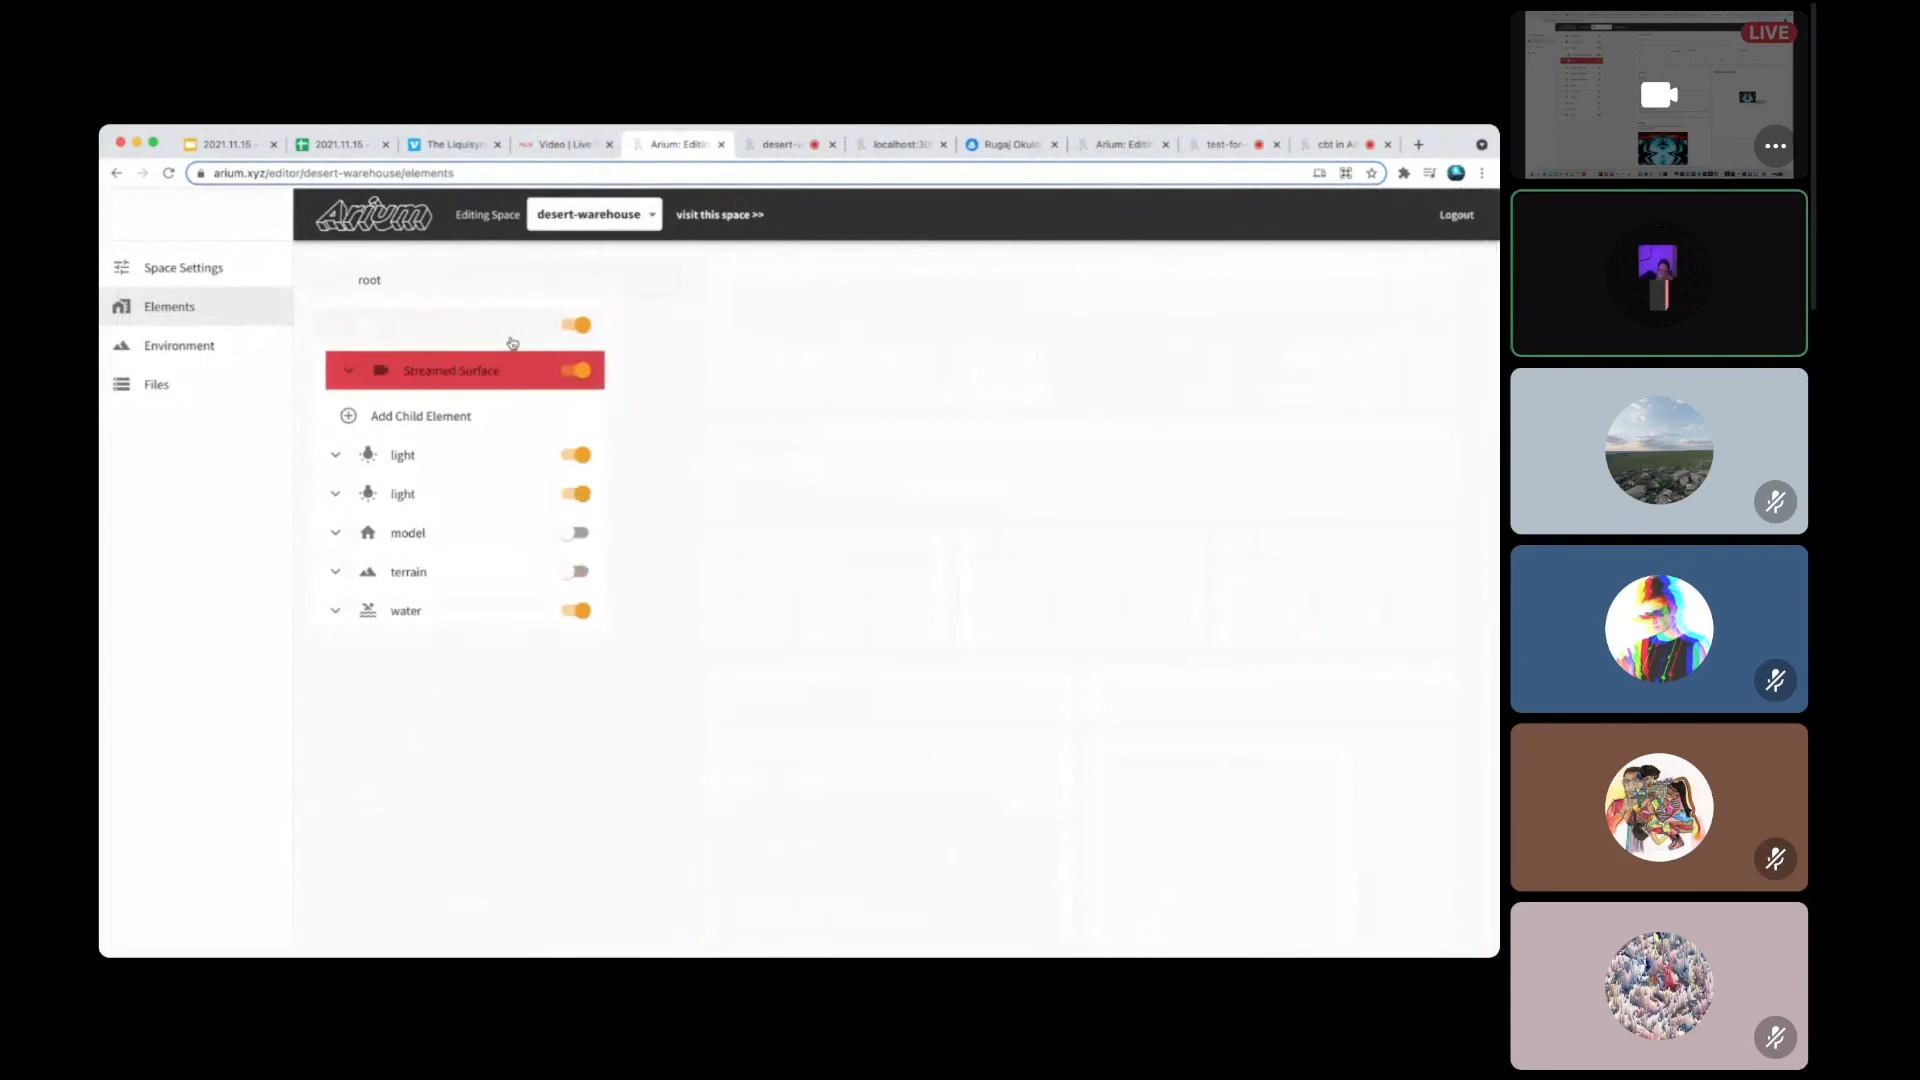 LIVE
2021.11.15 -
2021.11.15 -
The Liquisyn
Video | Live
Arium: Editin
desert-
localhost:30
Rugaj Okulo
Arium: Editi
test-for-
cbt in Ar
arium.xyz/editor/desert-warehouse/elements
Arium
Editing Space
desert-warehouse
visit this space >>
Logout
Space Settings
Elements
Environment
Files
root
Streamed Surface
Add Child Element
light
light
model
terrain
water